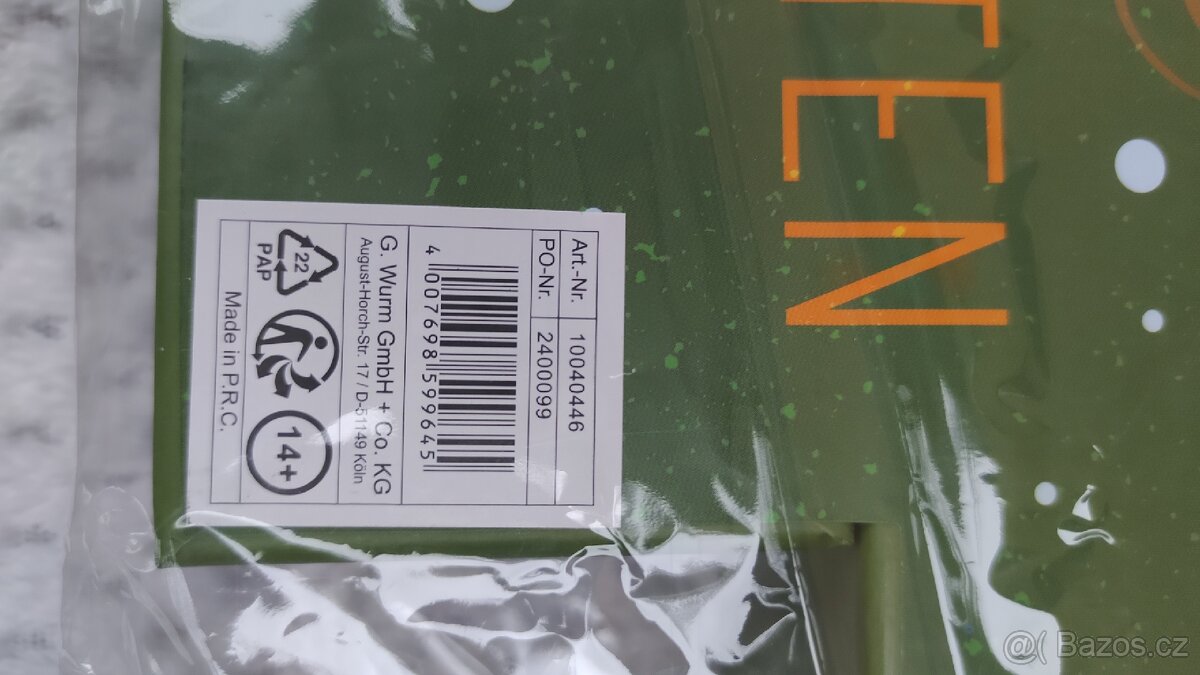 TEN
Art.-Nr. 10040446
PO-Nr. 2400099
4 007698 599645
G. Wurm GmbH + Co. KG
August-Horch-Str. 17 / D-51149 Köln
22
PAP
14+
Made in P.R.C.
@( Bazos.cz